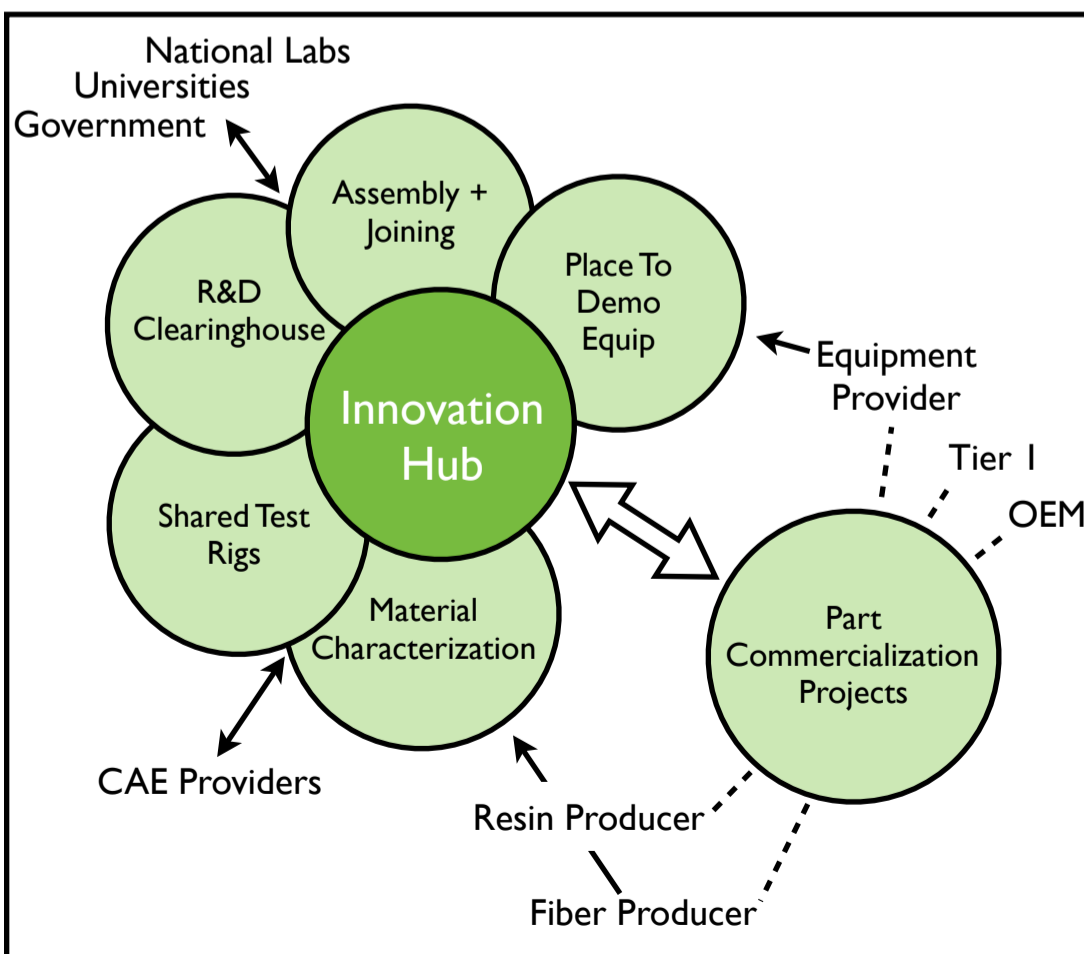 National Labs
Universities
Government
Assembly +
Joining
Place To
Demo
Equip
R&D
Clearinghouse
Equipment
Provider
Innovation
Hub
Tier 1
OEM
Shared Test
Rigs
Material
Characterization
Part
Commercialization
Projects
CAE Providers
Resin Producer
Fiber Producer